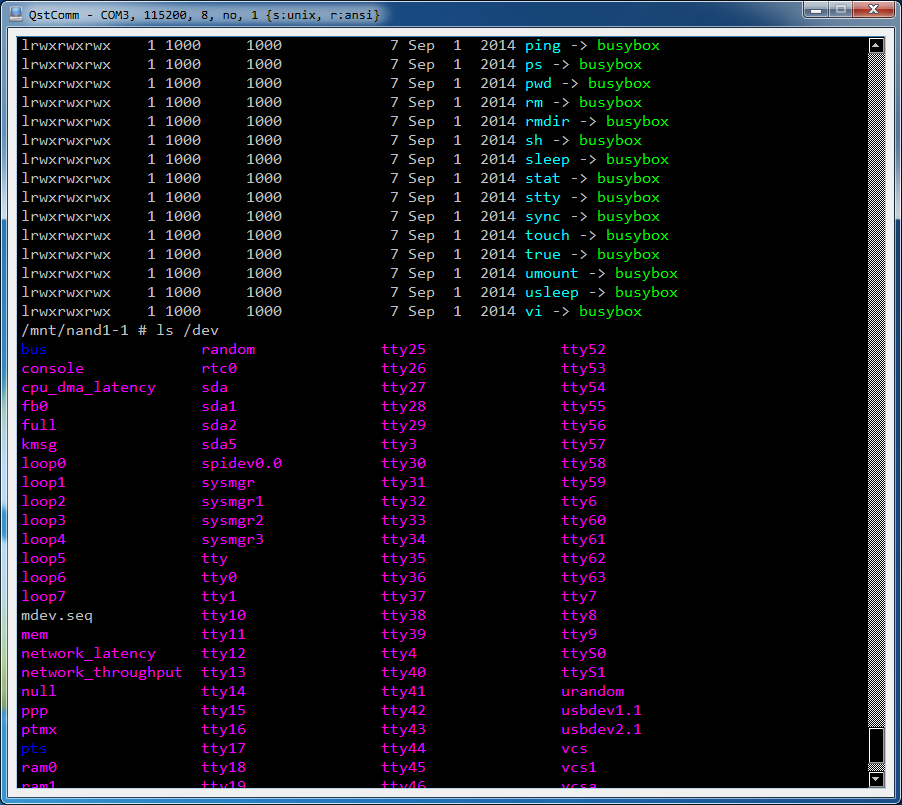 QstComm - COM3, 115200, 8, no, 1 {s:unix, r:ansi}
lrwxrwxrwx    1 1000     1000            7 Sep  1  2014 ping -> busybox
lrwxrwxrwx    1 1000     1000            7 Sep  1  2014 ps -> busybox
lrwxrwxrwx    1 1000     1000            7 Sep  1  2014 pwd -> busybox
lrwxrwxrwx    1 1000     1000            7 Sep  1  2014 rm -> busybox
lrwxrwxrwx    1 1000     1000            7 Sep  1  2014 rmdir -> busybox
lrwxrwxrwx    1 1000     1000            7 Sep  1  2014 sh -> busybox
lrwxrwxrwx    1 1000     1000            7 Sep  1  2014 sleep -> busybox
lrwxrwxrwx    1 1000     1000            7 Sep  1  2014 stat -> busybox
lrwxrwxrwx    1 1000     1000            7 Sep  1  2014 stty -> busybox
lrwxrwxrwx    1 1000     1000            7 Sep  1  2014 sync -> busybox
lrwxrwxrwx    1 1000     1000            7 Sep  1  2014 touch -> busybox
lrwxrwxrwx    1 1000     1000            7 Sep  1  2014 true -> busybox
lrwxrwxrwx    1 1000     1000            7 Sep  1  2014 umount -> busybox
lrwxrwxrwx    1 1000     1000            7 Sep  1  2014 usleep -> busybox
lrwxrwxrwx    1 1000     1000            7 Sep  1  2014 vi -> busybox
/mnt/nand1-1 # ls /dev
bus                 random              tty25               tty52
console             rtc0                tty26               tty53
cpu_dma_latency     sda                 tty27               tty54
fb0                 sda1                tty28               tty55
full                sda2                tty29               tty56
kmsg                sda5                tty3                tty57
loop0               spidev0.0           tty30               tty58
loop1               sysmgr              tty31               tty59
loop2               sysmgr1             tty32               tty6
loop3               sysmgr2             tty33               tty60
loop4               sysmgr3             tty34               tty61
loop5               tty                 tty35               tty62
loop6               tty0                tty36               tty63
loop7               tty1                tty37               tty7
mdev.seq            tty10               tty38               tty8
mem                 tty11               tty39               tty9
network_latency     tty12               tty4                ttyS0
network_throughput  tty13               tty40               ttyS1
null                tty14               tty41               urandom
ppp                 tty15               tty42               usbdev1.1
ptmx                tty16               tty43               usbdev2.1
pts                 tty17               tty44               vcs
ram0                tty18               tty45               vcs1
ram1                tty19               tty46               vcsa